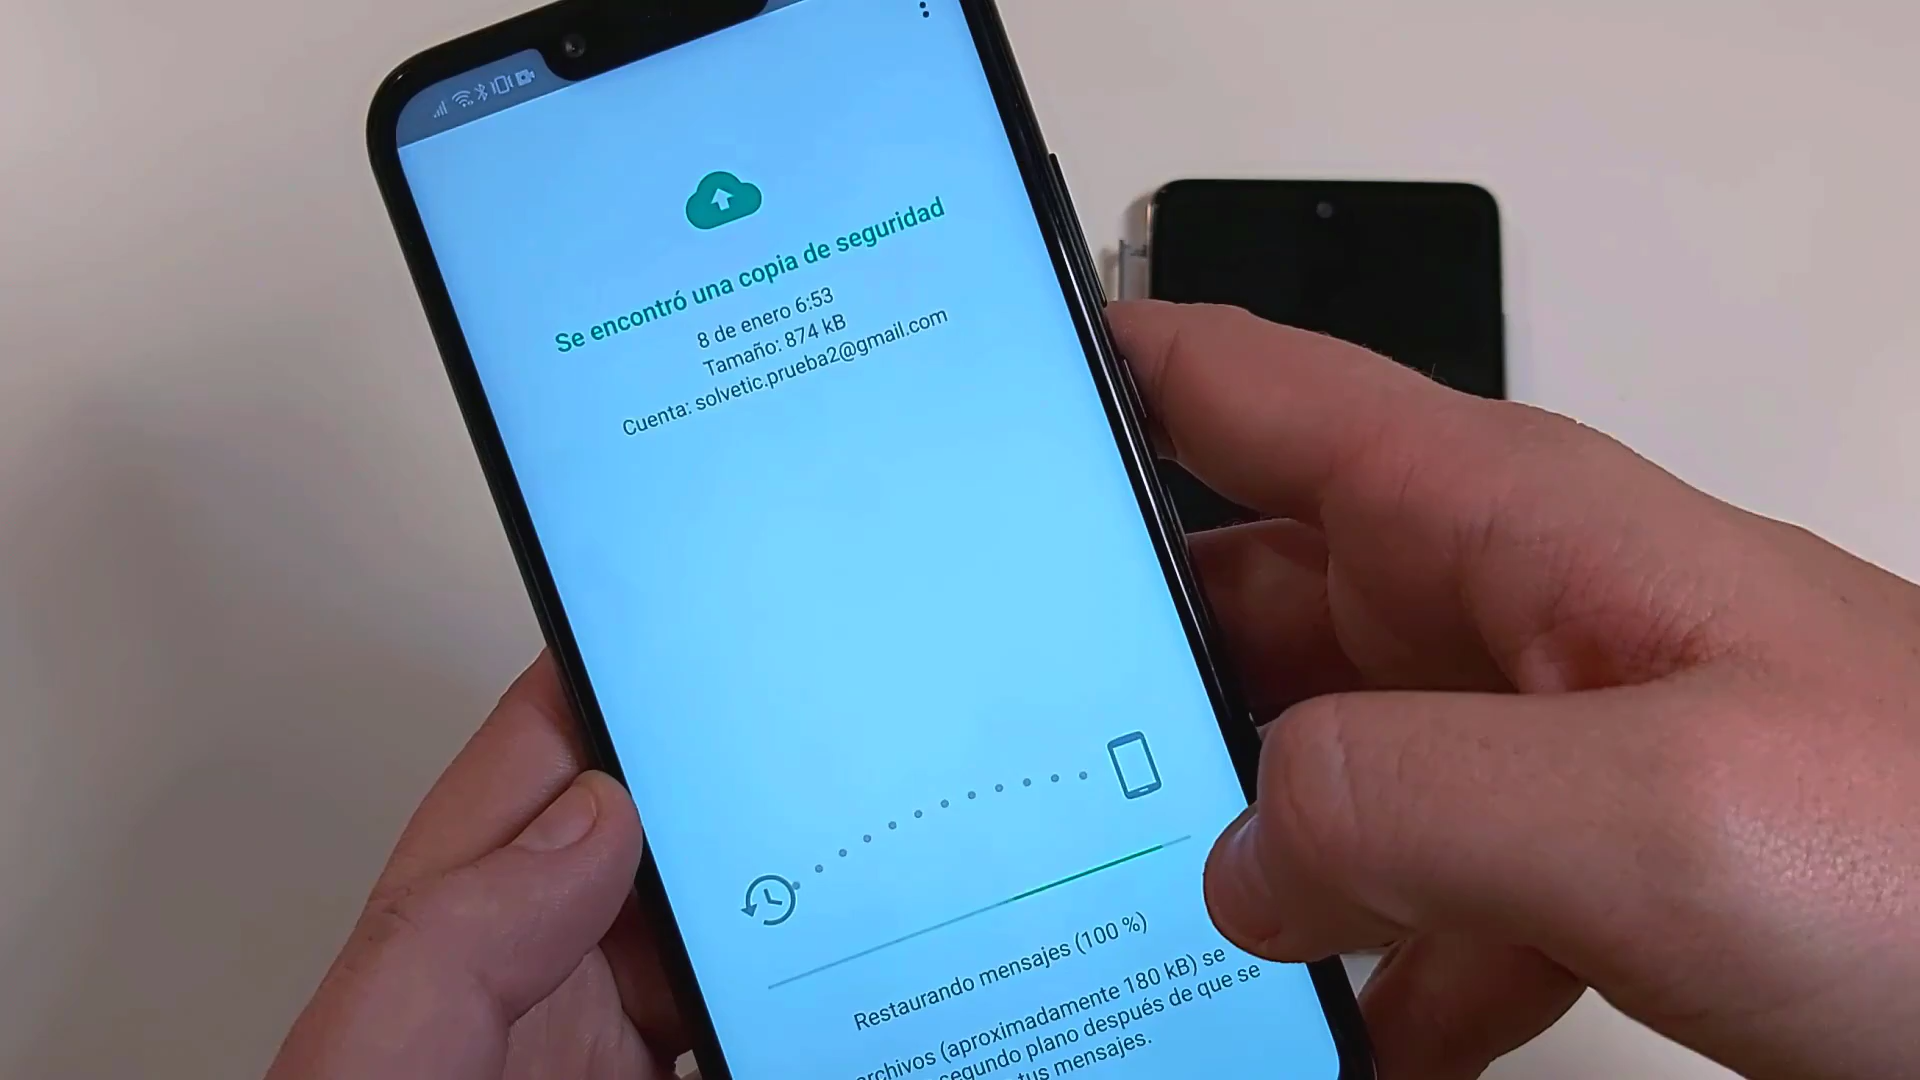 Se encontró una copia de seguridad
8 de enero 6:53
Tamaño: 874 kB
Cuenta: solvetic.prueba2@gmail.com
Restaurando mensajes (100 %)
(aproximadamente 180 kB) se
segundo plano después de que se
tus mensajes.